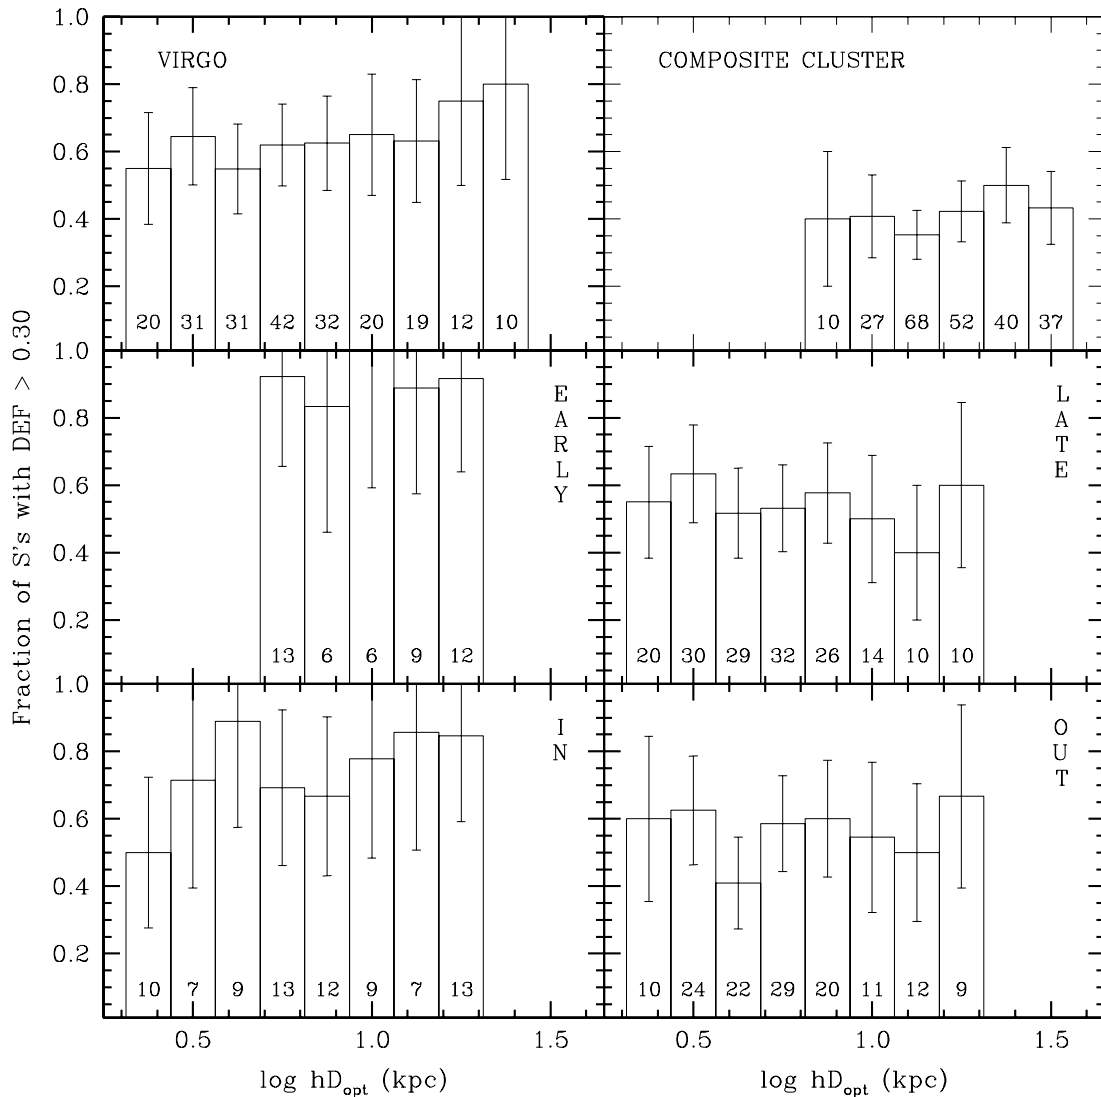 1.0
VIRGO
COMPOSITE CLUSTER
0.8
0.6
0.4
0.2
20 31 31 42 32 20 19 12 10
10 27 68 52 40 37
Fraction of S's with DEF > 0.30
1.0
EARLY
LATE
0.8
0.6
0.4
0.2
13 6 6 9 12
20 30 29 32 26 14 10 10
1.0
IN
OUT
0.8
0.6
0.4
0.2
10 7 9 13 12 9 7 13
10 24 22 29 20 11 12 9
0.5 1.0 1.5
0.5 1.0 1.5
log hD_opt (kpc)
log hD_opt (kpc)